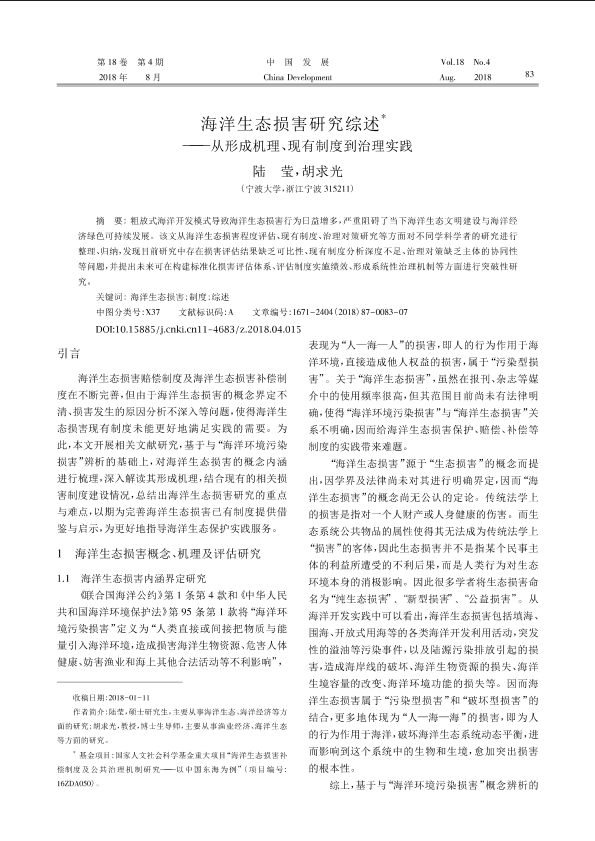 第18卷　第4期
2018年　8月
中　国　发　展
China Development
Vol.18　No.4
Aug.　2018
83
海洋生态损害研究综述*
——从形成机理、现有制度到治理实践
陆　莹,胡求光
(宁波大学,浙江宁波 315211)
摘　要: 粗放式海洋开发模式导致海洋生态损害行为日益增多,严重阻碍了当下海洋生态文明建设与海洋经
济绿色可持续发展。该文从海洋生态损害程度评估、现有制度、治理对策研究等方面对不同学科学者的研究进行
整理、归纳,发现目前研究中存在损害评估结果缺乏可比性、现有制度分析深度不足、治理对策缺乏主体的协同性
等问题,并提出未来可在构建标准化损害评估体系、评估制度实施绩效、形成系统性治理机制等方面进行突破性研
究。
关键词: 海洋生态损害;制度;综述
中图分类号:X37　　文献标识码:A　　文章编号:1671-2404(2018)87-0083-07
DOI:10.15885/j.cnki.cn11-4683/z.2018.04.015
引言
海洋生态损害赔偿制度及海洋生态损害补偿制
度在不断完善,但由于海洋生态损害的概念界定不
清、损害发生的原因分析不深入等问题,使得海洋生
态损害现有制度未能更好地满足实践的需要。为
此,本文开展相关文献研究,基于与“海洋环境污染
损害”辨析的基础上,对海洋生态损害的概念内涵
进行梳理,深入解读其形成机理,结合现有的相关损
害制度建设情况,总结出海洋生态损害研究的重点
与难点,以期为完善海洋生态损害已有制度提供借
鉴与启示,为更好地指导海洋生态保护实践服务。
1　海洋生态损害概念、机理及评估研究
1.1　海洋生态损害内涵界定研究
《联合国海洋公约》第1条第4款和《中华人民
共和国海洋环境保护法》第95条第1款将“海洋环
境污染损害”定义为“人类直接或间接把物质与能
量引入海洋环境,造成损害海洋生物资源、危害人体
健康、妨害渔业和海上其他合法活动等不利影响”,
收稿日期:2018-01-11
作者简介:陆莹,硕士研究生,主要从事海洋生态、海洋经济等方
面的研究;胡求光,教授,博士生导师,主要从事渔业经济、海洋生态
等方面的研究。
* 基金项目:国家人文社会科学基金重大项目“海洋生态损害补
偿制度及公共治理机制研究——以中国东海为例”(项目编号:
16ZDA050)。
表现为“人—海—人”的损害,即人的行为作用于海
洋环境,直接造成他人权益的损害,属于“污染型损
害”。关于“海洋生态损害”,虽然在报刊、杂志等媒
介中的使用频率很高,但其范围目前尚未有法律明
确,使得“海洋环境污染损害”与“海洋生态损害”关
系不明确,因而给海洋生态损害保护、赔偿、补偿等
制度的实践带来难题。
“海洋生态损害”源于“生态损害”的概念而提
出,因学界及法律尚未对其进行明确界定,因而“海
洋生态损害”的概念尚无公认的定论。传统法学上
的损害是指对一个人财产或人身健康的伤害。而生
态系统公共物品的属性使得其无法成为传统法学上
“损害”的客体,因此生态损害并不是指某个民事主
体的利益所遭受的不利后果,而是人类行为对生态
环境本身的消极影响。因此很多学者将生态损害命
名为“纯生态损害”、“新型损害”、“公益损害”。从
海洋开发实践中可以看出,海洋生态损害包括填海、
围海、开放式用海等的各类海洋开发利用活动,突发
性的溢油等污染事件,以及陆源污染排放引起的损
害,造成海岸线的破坏、海洋生物资源的损失、海洋
生境容量的改变、海洋环境功能的损失等。因而海
洋生态损害属于“污染型损害”和“破坏型损害”的
结合,更多地体现为“人—海—海”的损害,即为人
的行为作用于海洋,破坏海洋生态系统动态平衡,进
而影响到这个系统中的生物和生境,愈加突出损害
的根本性。
综上,基于与“海洋环境污染损害”概念辨析的